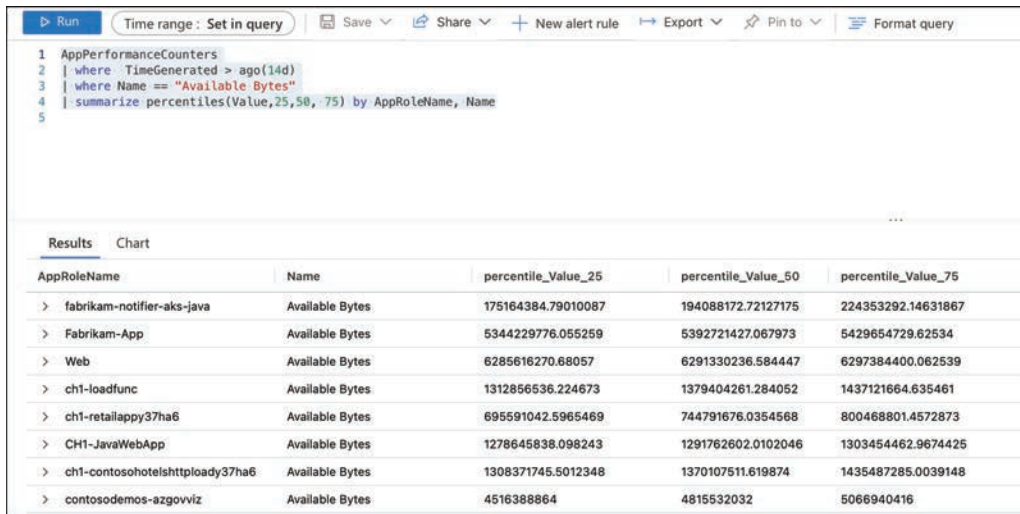 Run Time range : Set in query Save Share New alert rule Export Pin to Format query
1 AppPerformanceCounters
2 | where TimeGenerated > ago(14d)
3 | where Name == "Available Bytes"
4 | summarize percentiles(Value,25,50, 75) by AppRoleName, Name
5
...
Results Chart
AppRoleName Name percentile_Value_25 percentile_Value_50 percentile_Value_75
> fabrikam-notifier-aks-java Available Bytes 175164384.79010087 194088172.72127175 224353292.14631867
> Fabrikam-App Available Bytes 5344229776.055259 5392721427.067973 5429654729.62534
> Web Available Bytes 6285616270.68057 6291330236.584447 6297384400.062539
> ch1-loadfunc Available Bytes 1312856536.224673 1379404261.284052 1437121664.635461
> ch1-retailappy37ha6 Available Bytes 695591042.5965469 744791676.0354568 800468801.4572873
> CH1-JavaWebApp Available Bytes 1278645838.098243 1291762602.0102046 1303454462.9674425
> ch1-contosohotelshttploady37ha6 Available Bytes 1308371745.5012348 1370107511.619874 1435487285.0039148
> contosodemos-azgovviz Available Bytes 4516388864 4815532032 5066940416